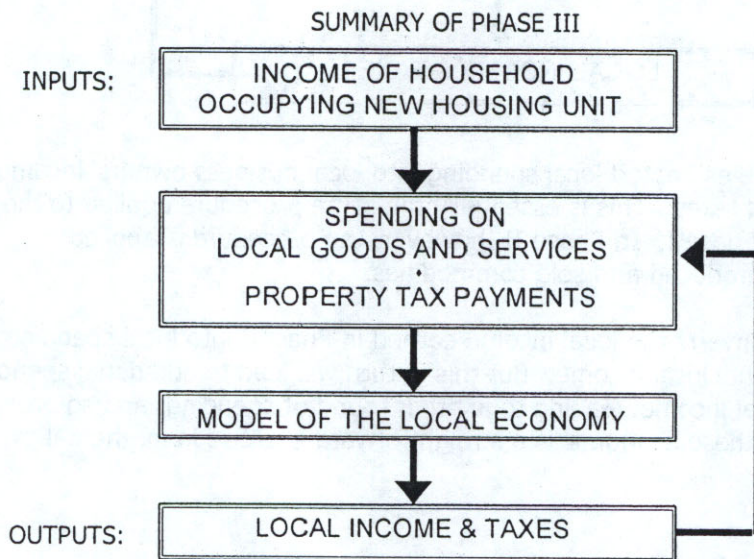 SUMMARY OF PHASE III
INPUTS:
INCOME OF HOUSEHOLD
OCCUPYING NEW HOUSING UNIT
SPENDING ON
LOCAL GOODS AND SERVICES
·
PROPERTY TAX PAYMENTS
MODEL OF THE LOCAL ECONOMY
OUTPUTS:
LOCAL INCOME & TAXES